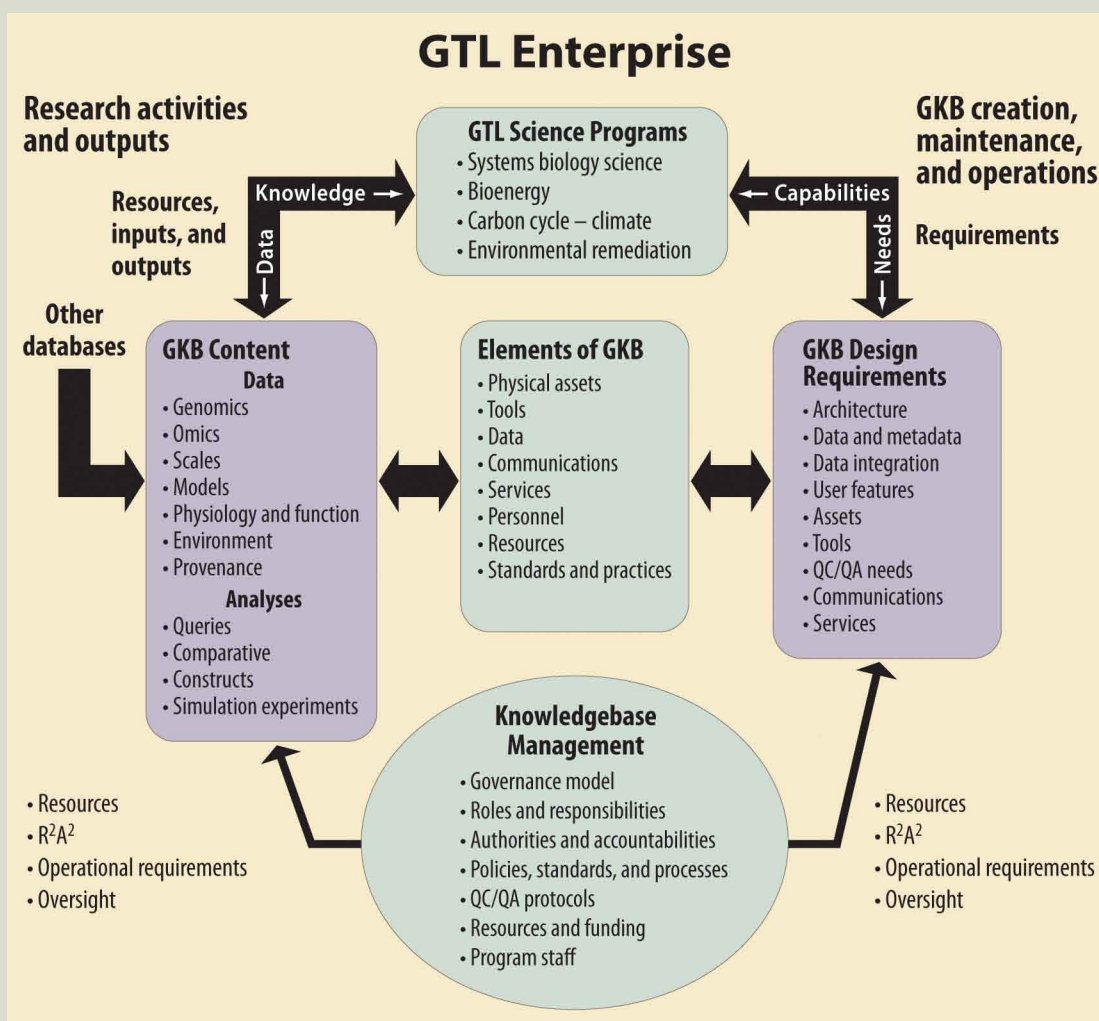 GTL Enterprise
Research activities
and outputs
GKB creation,
maintenance,
and operations
GTL Science Programs
• Systems biology science
• Bioenergy
• Carbon cycle – climate
• Environmental remediation
Knowledge →
← Data
← Capabilities
← Needs
Resources,
inputs, and
outputs
Requirements
Other
databases
GKB Content
Data
• Genomics
• Omics
• Scales
• Models
• Physiology and function
• Environment
• Provenance
Analyses
• Queries
• Comparative
• Constructs
• Simulation experiments
Elements of GKB
• Physical assets
• Tools
• Data
• Communications
• Services
• Personnel
• Resources
• Standards and practices
GKB Design
Requirements
• Architecture
• Data and metadata
• Data integration
• User features
• Assets
• Tools
• QC/QA needs
• Communications
• Services
Knowledgebase
Management
• Governance model
• Roles and responsibilities
• Authorities and accountabilities
• Policies, standards, and processes
• QC/QA protocols
• Resources and funding
• Program staff
• Resources
• R²A²
• Operational requirements
• Oversight
• Resources
• R²A²
• Operational requirements
• Oversight